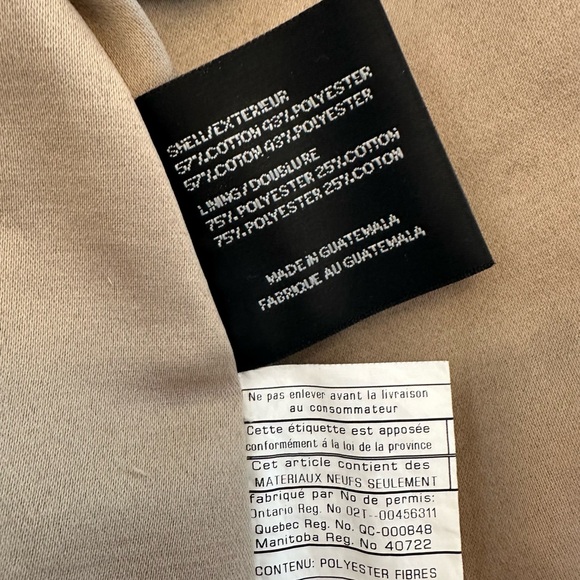 SHELL/EXTERIEUR
57%COTTON 43%POLYESTER
57%COTON 43%POLYESTER
LINING/DOUBLURE
75%POLYESTER 25%COTTON
75%POLYESTER 25%COTON
MADE IN GUATEMALA
FABRIQUE AU GUATEMALA
Ne pas enlever avant la livraison
au consommateur
Cette étiquette est apposée
conformément à la loi de la province
Cet article contient des
MATERIAUX NEUFS SEULEMENT
fabriqué par No de permis:
Ontario Reg. No 02T--00456311
Quebec Reg. No. QC-000848
Manitoba Reg. No 40722
CONTENU: POLYESTER FIBRES